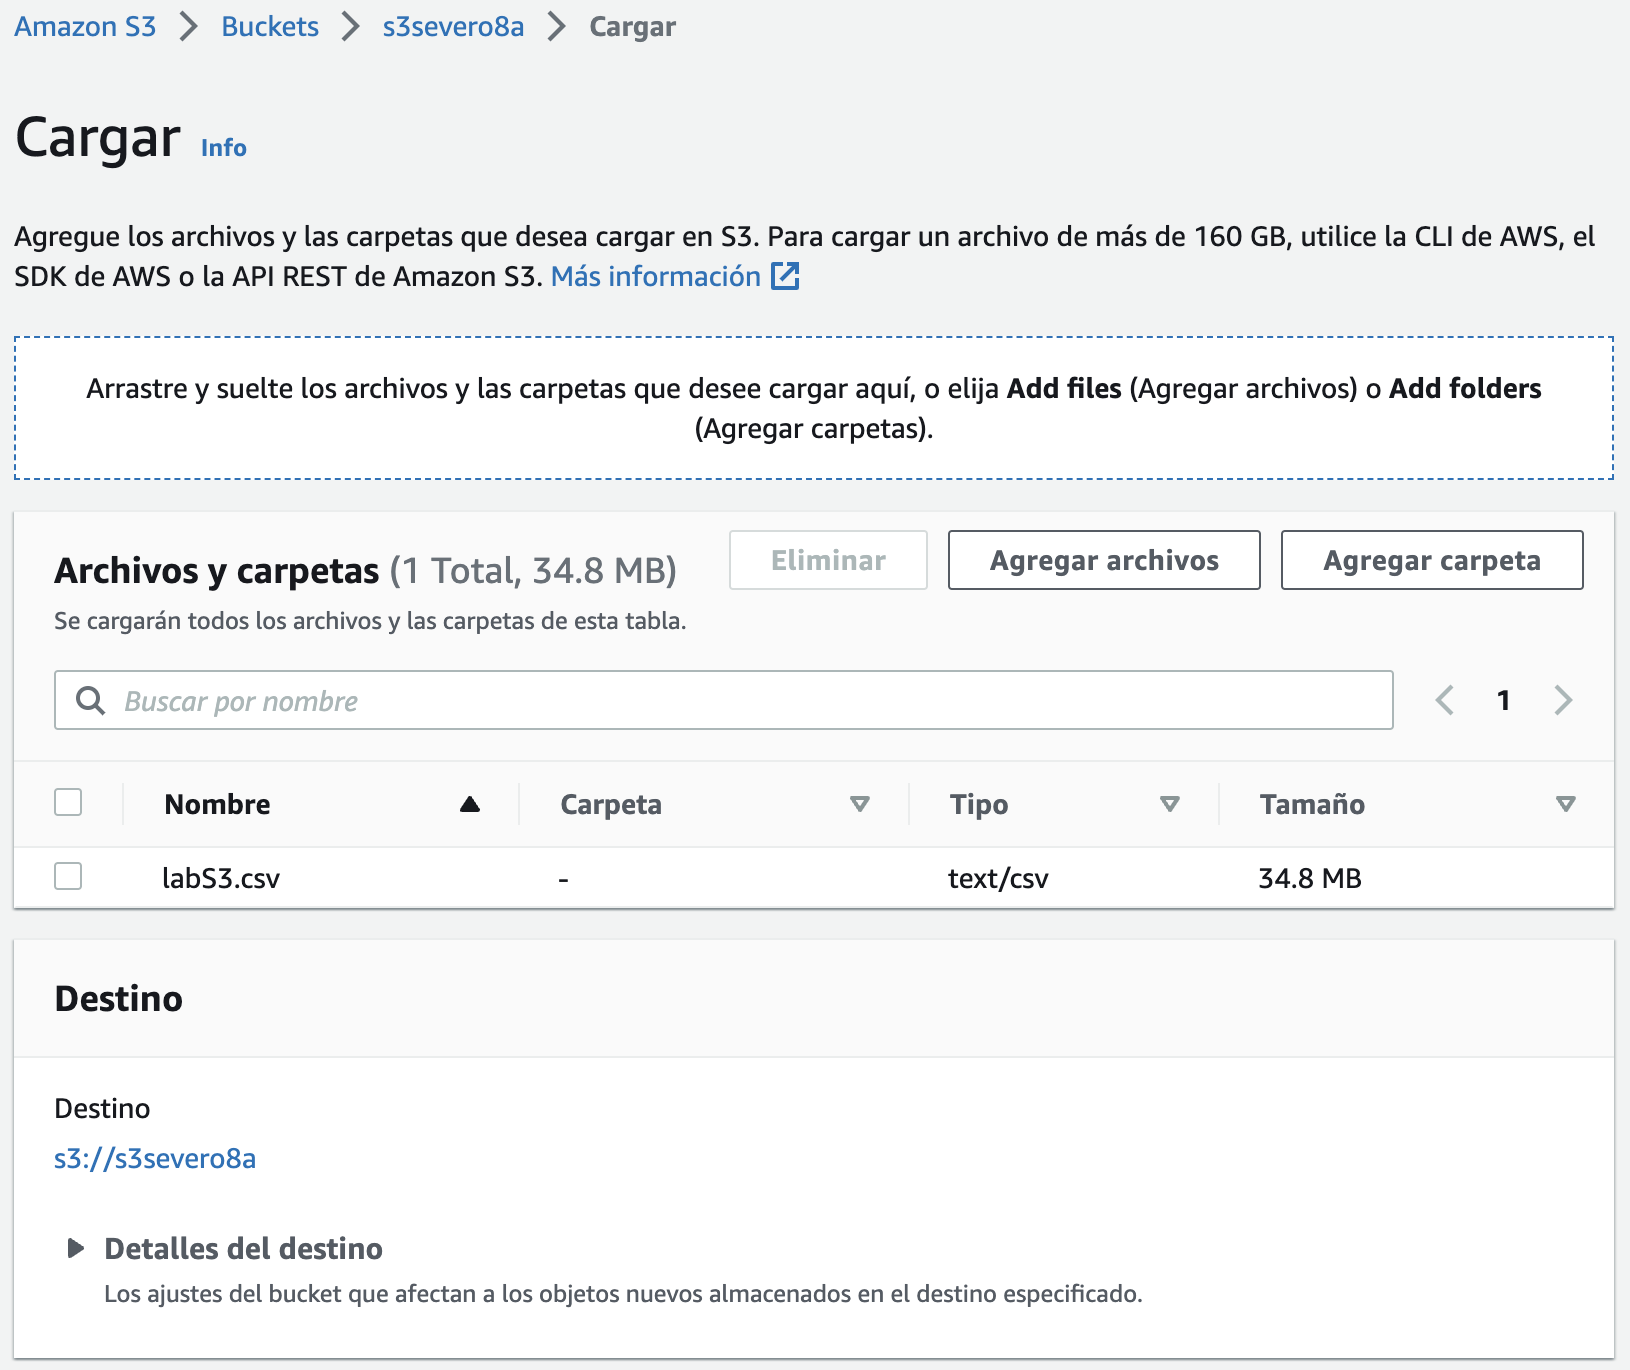 Amazon S3 > Buckets > s3severo8a > Cargar
Cargar Info
Agregue los archivos y las carpetas que desea cargar en S3. Para cargar un archivo de más de 160 GB, utilice la CLI de AWS, el
SDK de AWS o la API REST de Amazon S3. Más información
Arrastre y suelte los archivos y las carpetas que desee cargar aquí, o elija Add files (Agregar archivos) o Add folders
(Agregar carpetas).
Archivos y carpetas (1 Total, 34.8 MB) Eliminar Agregar archivos Agregar carpeta
Se cargarán todos los archivos y las carpetas de esta tabla.
Buscar por nombre 1
Nombre Carpeta Tipo Tamaño
labS3.csv - text/csv 34.8 MB
Destino
Destino
s3://s3severo8a
Detalles del destino
Los ajustes del bucket que afectan a los objetos nuevos almacenados en el destino especificado.